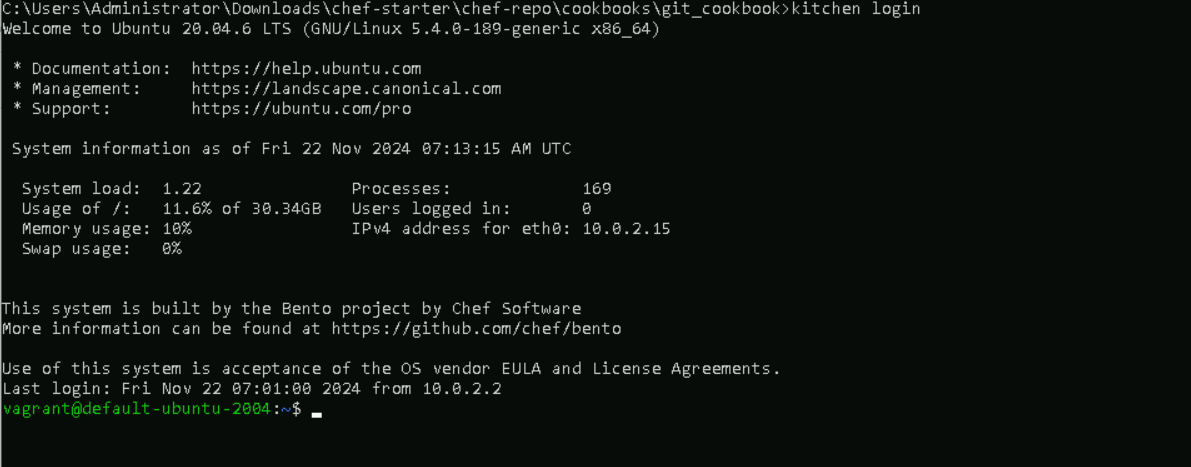 C:\Users\Administrator\Downloads\chef-starter\chef-repo\cookbooks\git_cookbook>kitchen login
Welcome to Ubuntu 20.04.6 LTS (GNU/Linux 5.4.0-189-generic x86_64)
* Documentation:  https://help.ubuntu.com
* Management:     https://landscape.canonical.com
* Support:        https://ubuntu.com/pro
System information as of Fri 22 Nov 2024 07:13:15 AM UTC
System load:  1.22               Processes:             169
Usage of /:   11.6% of 30.34GB   Users logged in:       0
Memory usage: 10%                IPv4 address for eth0: 10.0.2.15
Swap usage:   0%
This system is built by the Bento project by Chef Software
More information can be found at https://github.com/chef/bento
Use of this system is acceptance of the OS vendor EULA and License Agreements.
Last login: Fri Nov 22 07:01:00 2024 from 10.0.2.2
vagrant@default-ubuntu-2004:~$